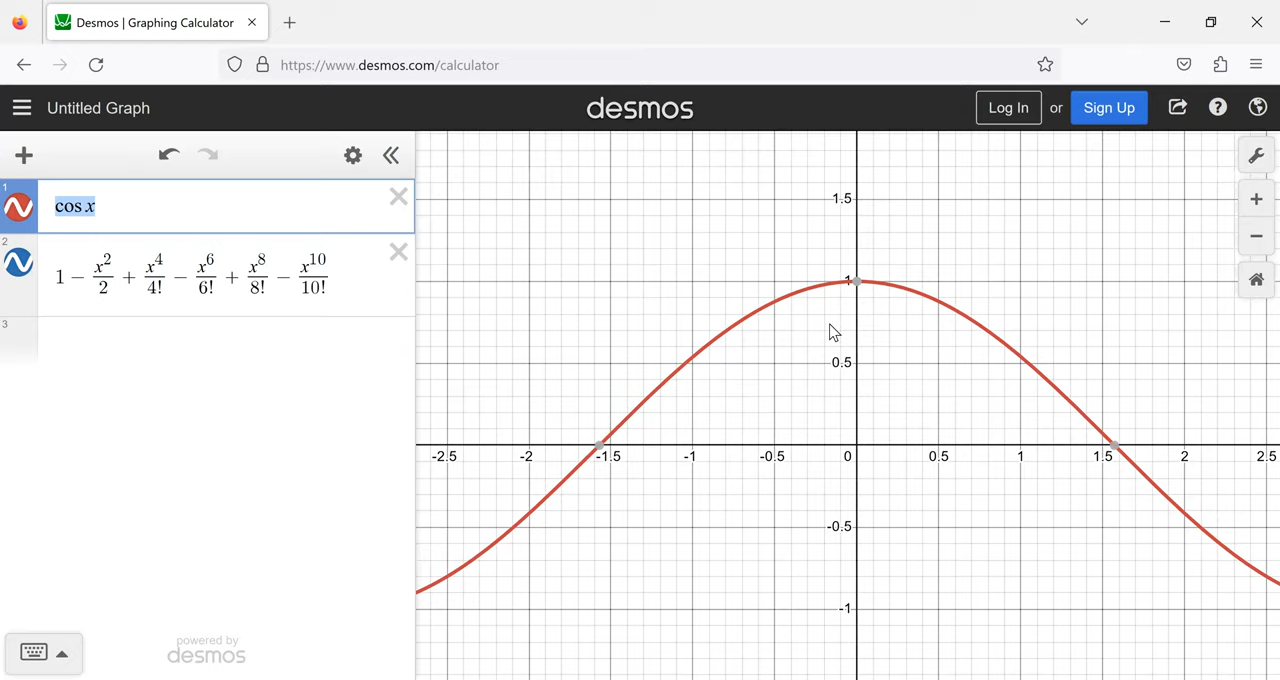 Desmos | Graphing Calculator
https://www.desmos.com/calculator
Untitled Graph
desmos
Log In or Sign Up
1
cos x
2
1 − x^2/2 + x^4/4! − x^6/6! + x^8/8! − x^10/10!
3
1.5
1
0.5
-2.5 -2 -1.5 -1 -0.5 0 0.5 1 1.5 2 2.5
-0.5
-1
powered by
desmos